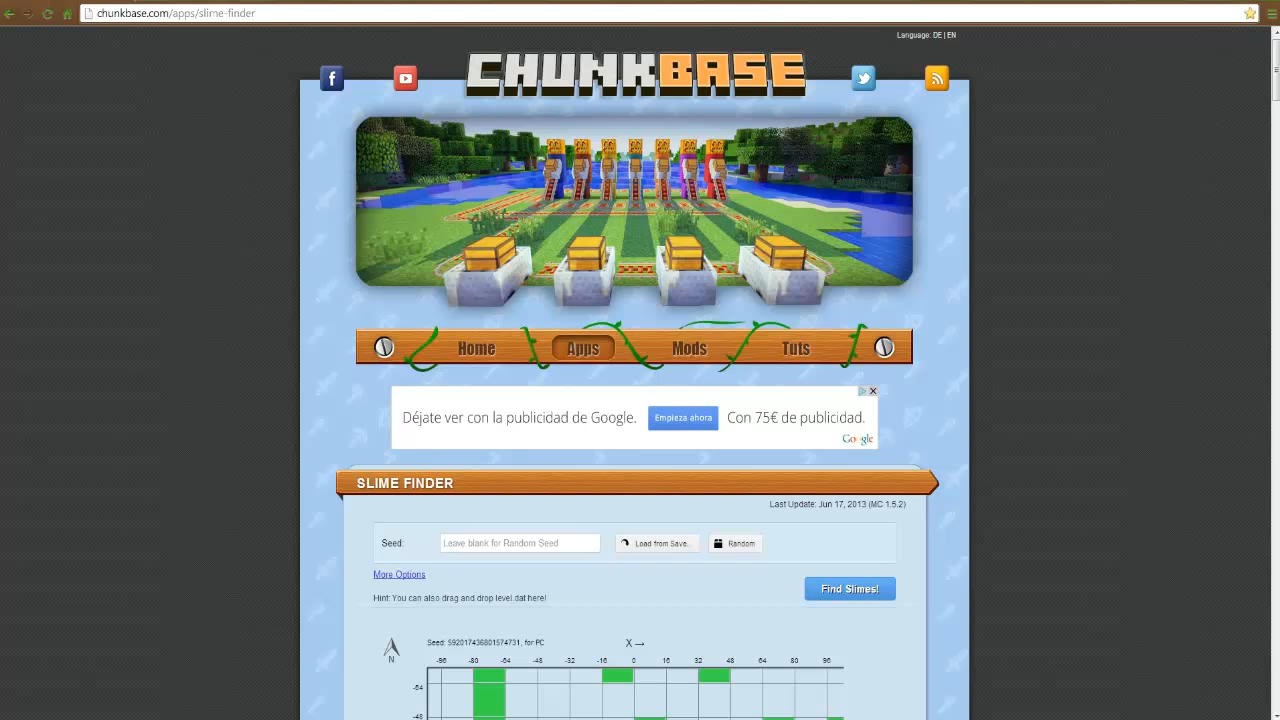 chunkbase.com/apps/slime-finder
Language: DE | EN
CHUNKBASE
Home Apps Mods Tuts
Déjate ver con la publicidad de Google. Empieza ahora Con 75€ de publicidad.
Google
SLIME FINDER
Last Update: Jun 17, 2013 (MC 1.5.2)
Seed: Leave blank for Random Seed Load from Save... Random
More Options
Find Slimes!
Hint: You can also drag and drop level.dat here!
Seed: 592017436801574731, for PC X →
N
-96 -80 -64 -48 -32 -16 0 16 32 48 64 80 96
-64
-48